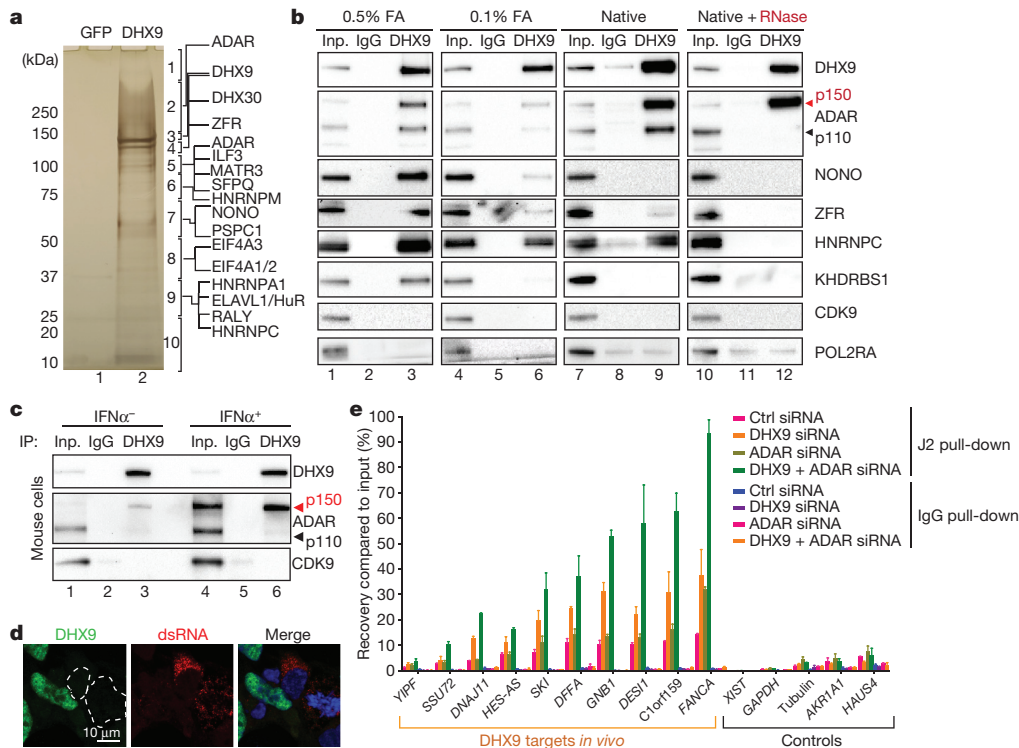 a
GFP DHX9
(kDa)
250
150
100
75
50
37
25
20
10
1
2
3
4
5
6
7
8
9
10
ADAR
DHX9
DHX30
ZFR
ADAR
ILF3
MATR3
SFPQ
HNRNPM
NONO
PSPC1
EIF4A3
EIF4A1/2
HNRNPA1
ELAVL1/HuR
RALY
HNRNPC
1 2
b
0.5% FA 0.1% FA Native Native + RNase
Inp. IgG DHX9 Inp. IgG DHX9 Inp. IgG DHX9 Inp. IgG DHX9
DHX9
p150
ADAR
p110
NONO
ZFR
HNRNPC
KHDRBS1
CDK9
POL2RA
1 2 3 4 5 6 7 8 9 10 11 12
c
IFNα⁻ IFNα⁺
IP: Inp. IgG DHX9 Inp. IgG DHX9
Mouse cells
DHX9
p150
ADAR
p110
CDK9
1 2 3 4 5 6
d
DHX9 dsRNA Merge
10 μm
e
Recovery compared to input (%)
100
90
80
70
60
50
40
30
20
10
0
Ctrl siRNA
DHX9 siRNA
ADAR siRNA
DHX9 + ADAR siRNA
J2 pull-down
Ctrl siRNA
DHX9 siRNA
ADAR siRNA
DHX9 + ADAR siRNA
IgG pull-down
YIPF SSU72 DNAJ11 HES-AS SKI DFFA GNB1 DESI1 C1orf159 FANCA XIST GAPDH Tubulin AKR1A1 HAUS4
DHX9 targets in vivo Controls